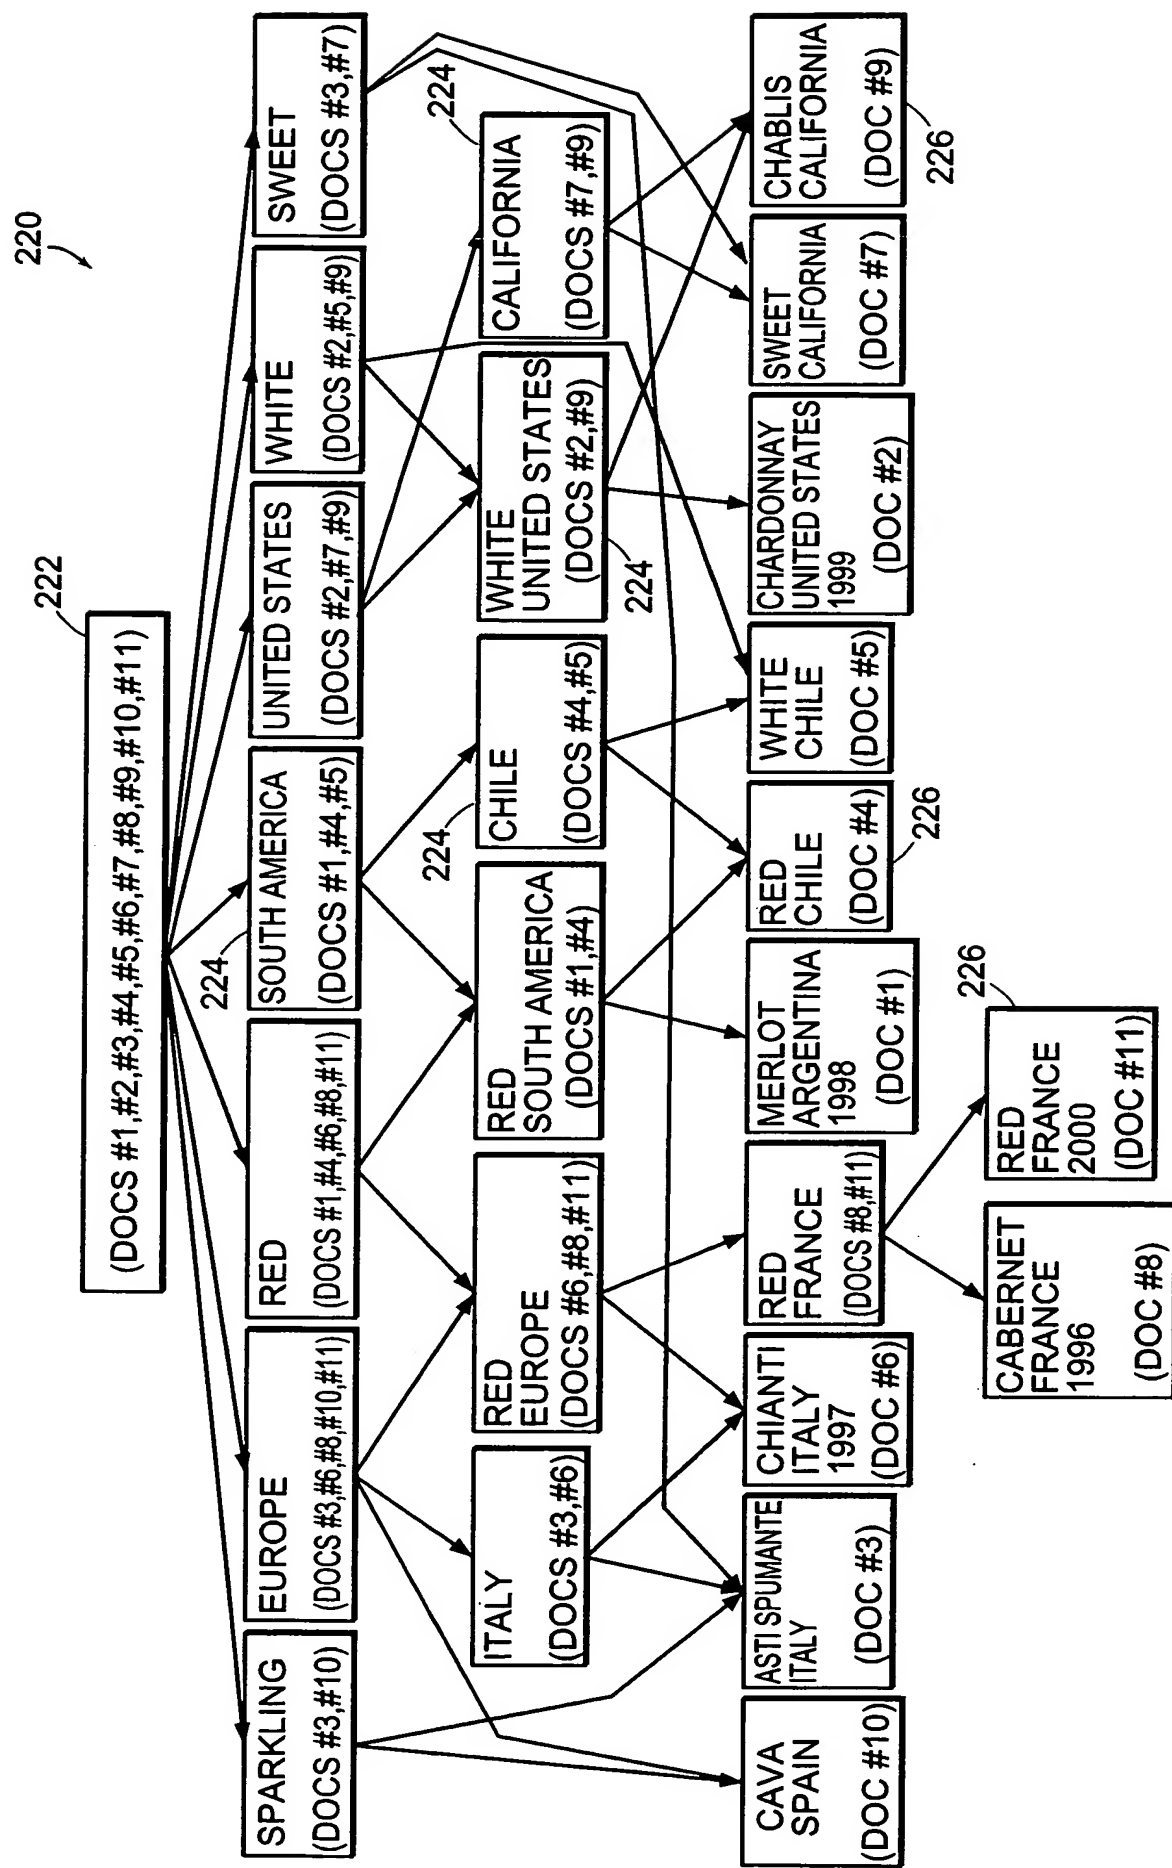 220
222
(DOCS #1,#2,#3,#4,#5,#6,#7,#8,#9,#10,#11)
SPARKLING
(DOCS #3,#10)
EUROPE
(DOCS #3,#6,#8,#10,#11)
RED
(DOCS #1,#4,#6,#8,#11)
224
SOUTH AMERICA
(DOCS #1,#4,#5)
UNITED STATES
(DOCS #2,#7,#9)
WHITE
(DOCS #2,#5,#9)
SWEET
(DOCS #3,#7)
ITALY
(DOCS #3,#6)
RED
EUROPE
(DOCS #6,#8,#11)
RED
SOUTH AMERICA
(DOCS #1,#4)
224
CHILE
(DOCS #4,#5)
WHITE
UNITED STATES
(DOCS #2,#9)
224
224
CALIFORNIA
(DOCS #7,#9)
CAVA
SPAIN
(DOC #10)
ASTI SPUMANTE
ITALY
(DOC #3)
CHIANTI
ITALY
1997
(DOC #6)
RED
FRANCE
(DOCS #8,#11)
MERLOT
ARGENTINA
1998
(DOC #1)
RED
CHILE
(DOC #4)
226
WHITE
CHILE
(DOC #5)
CHARDONNAY
UNITED STATES
1999
(DOC #2)
SWEET
CALIFORNIA
(DOC #7)
CHABLIS
CALIFORNIA
(DOC #9)
226
CABERNET
FRANCE
1996
(DOC #8)
226
RED
FRANCE
2000
(DOC #11)